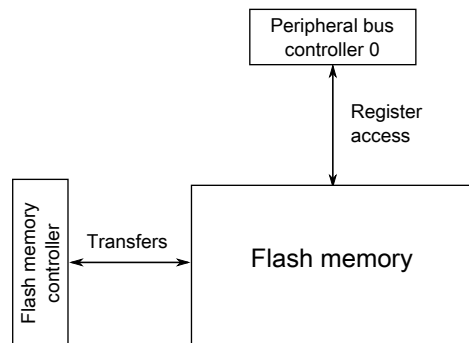 Peripheral bus
controller 0
Register
access
Flash memory
controller
Transfers
Flash memory